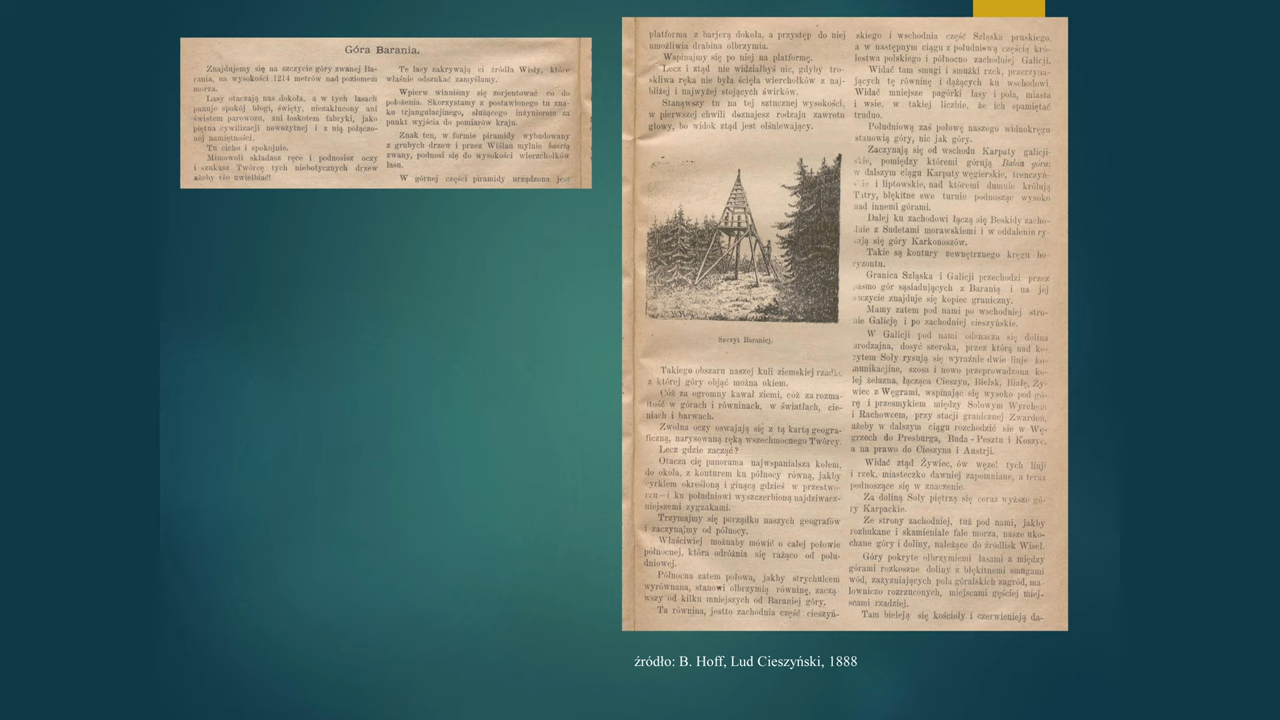 Góra Barania.
Znajdujemy się na szczycie góry zwanej Ba-
rania, na wysokości 1214 metrów nad poziomem
morza.
Lasy otaczają nas dokoła, a w tych lasach
panuje spokój błogi, święty, niezakłócony ani
świstem parowozu, ani łoskotem fabryki, jako
piętna cywilizacji nowożytnej i z nią połączo-
nej namiętności.
Tu cicho i spokojnie.
Mimowoli składasz ręce i podnosisz oczy
i szukasz Twórcę tych niebotycznych drzew
ażeby Go uwielbiać!
Te lasy zakrywają ci źródła Wisły, które
właśnie odszukać zamyślamy.
Wpierw winniśmy się zorjentować co do
położenia. Skorzystamy z postawionego tu zna-
ku trjangulacijnego, służącego inżynierom za
punkt wyjścia do pomiarów kraju.
Znak ten, w formie piramidy wybudowany
z grubych drzew i przez Wiślan mylnie basztą
zwany, podnosi się do wysokości wierzchołków
lasu.
W górnej części piramidy urządzona jest
platforma z barjerą dokoła, a przystęp do niej
umożliwia drabina olbrzymia.
Wspinajmy się po niej na platformę.
Lecz i ztąd nie widziałbyś nic, gdyby tro-
skliwa ręka nie była ścięła wierchołków z naj-
bliżej i najwyżej stojących świrków.
Stanąwszy tu na tej sztucznej wysokości,
w pierwszej chwili doznajesz rodzaju zawrotu
głowy, bo widok ztąd jest olśniewający.
Szczyt Baraniej.
Takiego obszaru naszej kuli ziemskiej rzadko
z której góry objąć można okiem.
Cóż za ogromny kawał ziemi, cóż za rozma-
itość w górach i równinach, w światłach, cie-
niach i barwach.
Zwolna oczy oswajają się z tą kartą geogra-
ficzną, narysowaną ręką wszechmocnego Twórcy.
Lecz gdzie zacząć?
Otacza cię panorama najwspanialsza kołem,
do okoła, z konturem ku północy równą, jakby
cyrklem określoną i ginącą gdzieś w przestwo-
rzu—i ku południowi wyszczerbioną najdziwacz-
niejszemi zygzakami.
Trzymajmy się porządku naszych geografów
i zaczynajmy od północy.
Właściwiej możnaby mówić o całej połowie
północnej, która odróżnia się rażąco od połu-
dniowej.
Północna zatem połowa, jakby strychulcem
wyrównana, stanowi olbrzymią równinę, zacząw-
wszy od kilku mniejszych od Baraniej góry.
Ta równina, jestto zachodnia część cieszyń-
skiego i wschodnia część Szląska pruskiego,
a w następnym ciągu z południową częścią kró-
lestwa polskiego i północno zachodniej Galicji.
Widać tam smugi i smużki rzek, przerzyna-
jących tę równinę i dążących ku wschodowi.
Widać mniejsze pagórki lasy i pola, miasta
i wsie, w takiej liczbie, że ich spamiętać
trudno.
Południową zaś połowę naszego widnokręgu
stanowią góry, nic jak góry.
Zaczynają się od wschodu Karpaty galicij-
skie, pomiędzy któremi górują Babia góra;
w dalszym ciągu Karpaty węgierskie, trenczyń-
skie i liptowskie, nad któremi dumnie królują
Tatry, błękitne swe turnie podnosząc wysoko
nad innemi górami.
Dalej ku zachodowi łączą się Beskidy zacho-
dnie z Sudetami morawskiemi i w oddaleniu ry-
sują się góry Karkonoszów.
Takie są kontury zewnętrznego kręgu ho-
ryzontu.
Granica Szląska i Galicji przechodzi przez
pasmo gór sąsiadujących z Baranią i na jej
szczycie znajduje się kopiec graniczny.
Mamy zatem pod nami po wschodniej stro-
nie Galicję i po zachodniej cieszyńskie.
W Galicji pod nami odznacza się dolina
urodzajna, dosyć szeroka, przez którą nad ko-
rytem Soły rysują się wyraźnie dwie linje ko-
munikacijne, szosa i nowo przeprowadzona ko-
lej żelazna, łącząca Cieszyn, Bielsk, Białę, Ży-
wiec z Węgrami, wspinając się wysoko pod gó-
rę i przesmykiem między Solowym Wyrchem
i Rachowcem, przy stacji granicznej Zwardoń,
ażeby w dalszym ciągu rozchodzić sie w Wę-
grzech do Presburga, Buda - Pesztu i Koszyc,
a na prawo do Cieszyna i Austrji.
Widać ztąd Żywiec, ów węzeł tych linji
i rzek, miasteczko dawniej zapomniane, a teraz
podnoszące się w znaczenie.
Za doliną Soły piętrzą się coraz wyższe gó-
ry Karpackie.
Ze strony zachodniej, tuż pod nami, jakby
rozhukane i skamieniałe fale morza, nasze uko-
chane góry i doliny, należące do źródlisk Wisel.
Góry pokryte olbrzymiemi lasami a między
górami rozkoszne doliny z błękitnemi smugami
wód, zażyzniających pola góralskich zagród, ma-
lowniczo rozrzuconych, miejscami gęściej miej-
scami rzadziej.
Tam bieleją się kościoły i czerwienieją da-
źródło: B. Hoff, Lud Cieszyński, 1888